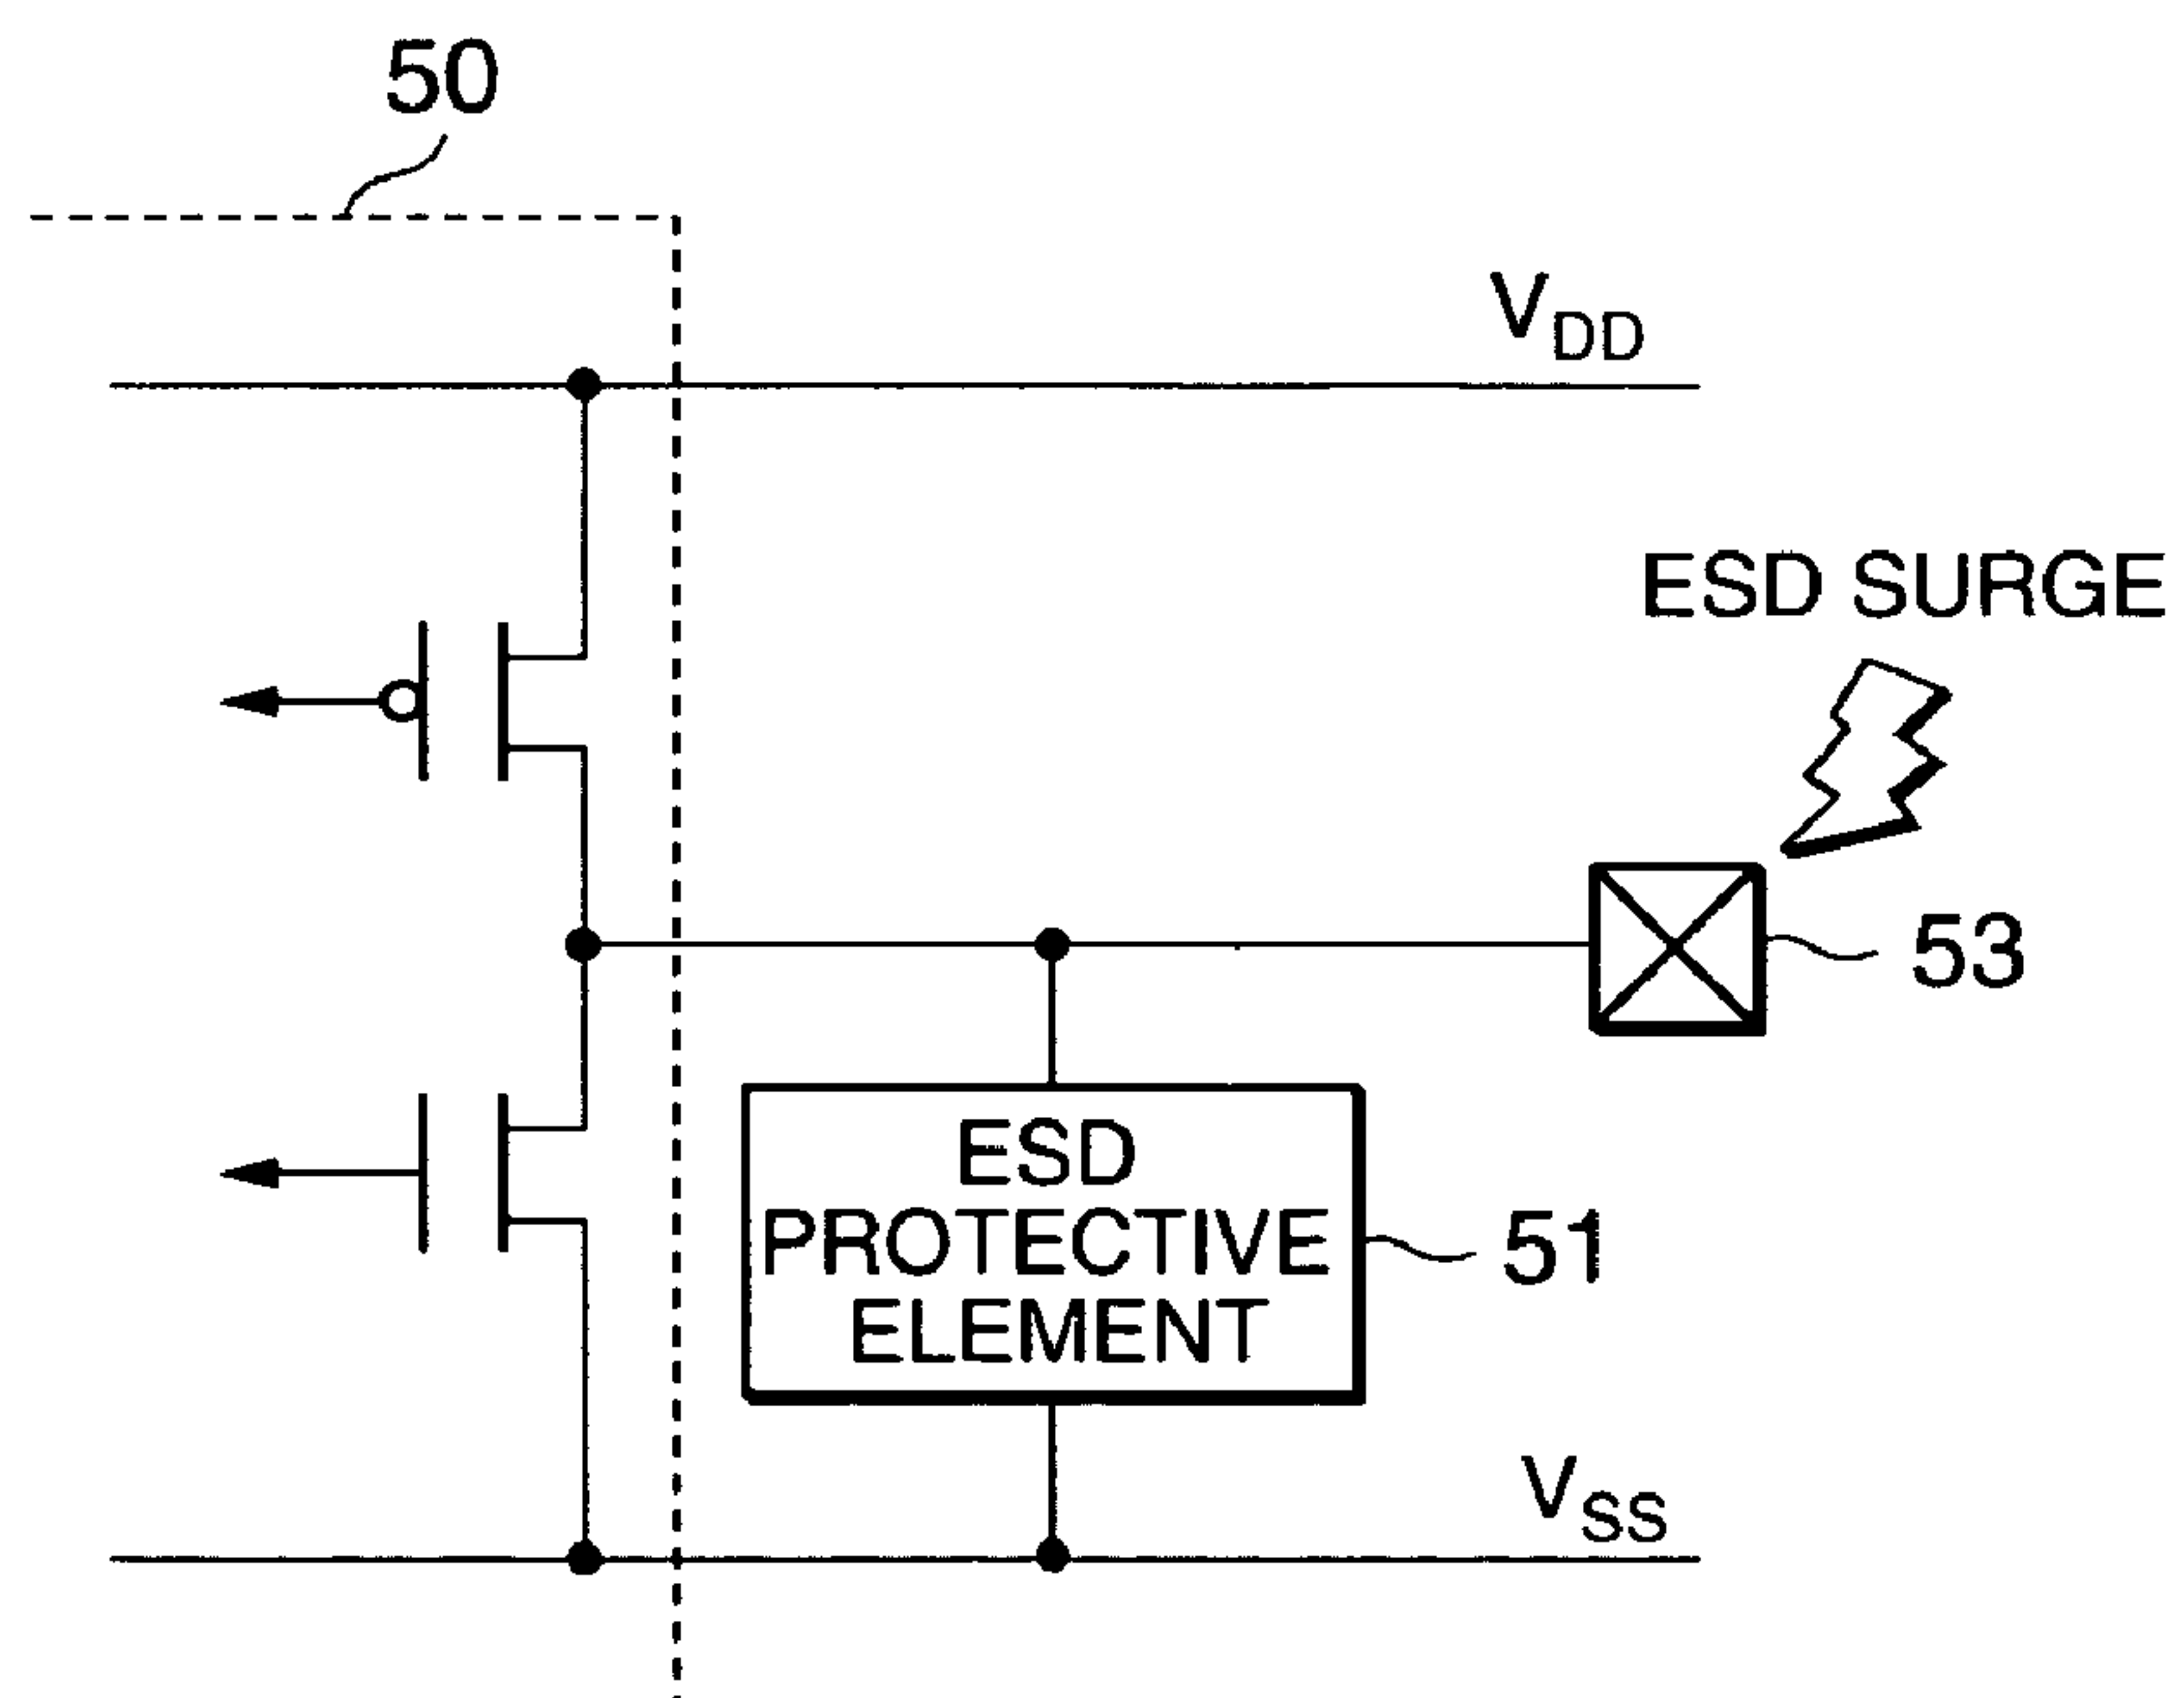 50
VDD
ESD SURGE
53
ESD
PROTECTIVE
ELEMENT
51
VSS